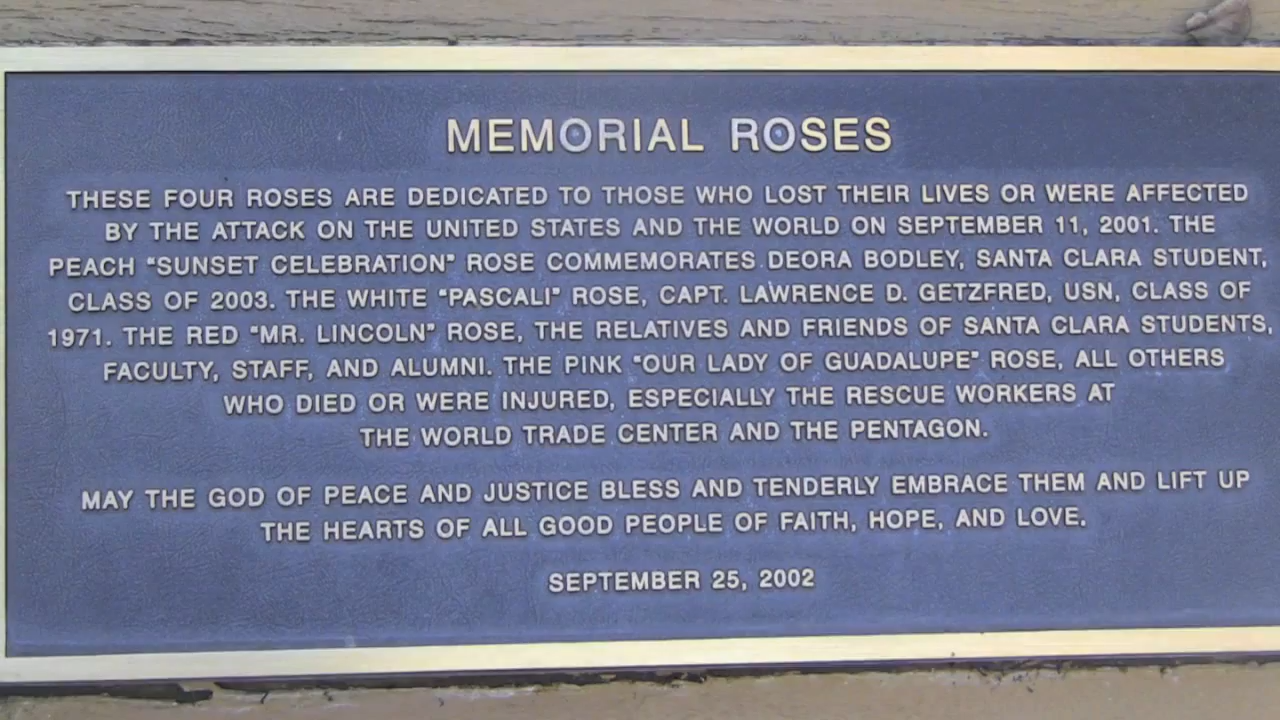 MEMORIAL ROSES
THESE FOUR ROSES ARE DEDICATED TO THOSE WHO LOST THEIR LIVES OR WERE AFFECTED
BY THE ATTACK ON THE UNITED STATES AND THE WORLD ON SEPTEMBER 11, 2001. THE
PEACH "SUNSET CELEBRATION" ROSE COMMEMORATES DEORA BODLEY, SANTA CLARA STUDENT,
CLASS OF 2003. THE WHITE "PASCALI" ROSE, CAPT. LAWRENCE D. GETZFRED, USN, CLASS OF
1971. THE RED "MR. LINCOLN" ROSE, THE RELATIVES AND FRIENDS OF SANTA CLARA STUDENTS,
FACULTY, STAFF, AND ALUMNI. THE PINK "OUR LADY OF GUADALUPE" ROSE, ALL OTHERS
WHO DIED OR WERE INJURED, ESPECIALLY THE RESCUE WORKERS AT
THE WORLD TRADE CENTER AND THE PENTAGON.
MAY THE GOD OF PEACE AND JUSTICE BLESS AND TENDERLY EMBRACE THEM AND LIFT UP
THE HEARTS OF ALL GOOD PEOPLE OF FAITH, HOPE, AND LOVE.
SEPTEMBER 25, 2002